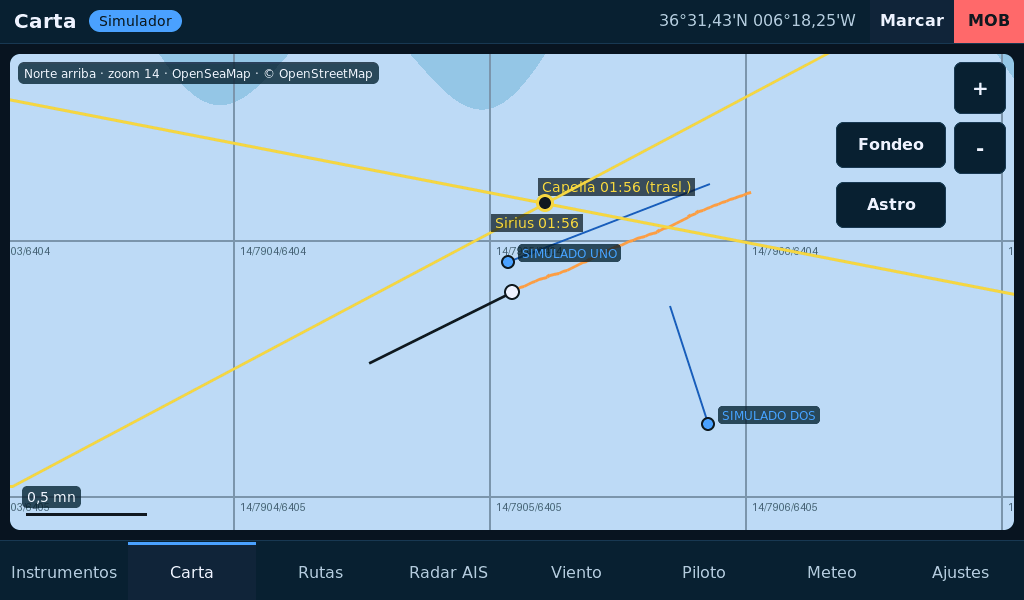 Carta
Simulador
36°31,43'N 006°18,25'W
Marcar
MOB
Norte arriba · zoom 14 · OpenSeaMap · © OpenStreetMap
+
Fondeo
-
Astro
Capella 01:56 (trasl.)
Sirius 01:56
SIMULADO UNO
03/6404
14/7904/6404
14/7906/6404
SIMULADO DOS
0,5 mn
03/6405
14/7904/6405
14/7905/6405
14/7906/6405
Instrumentos
Carta
Rutas
Radar AIS
Viento
Piloto
Meteo
Ajustes